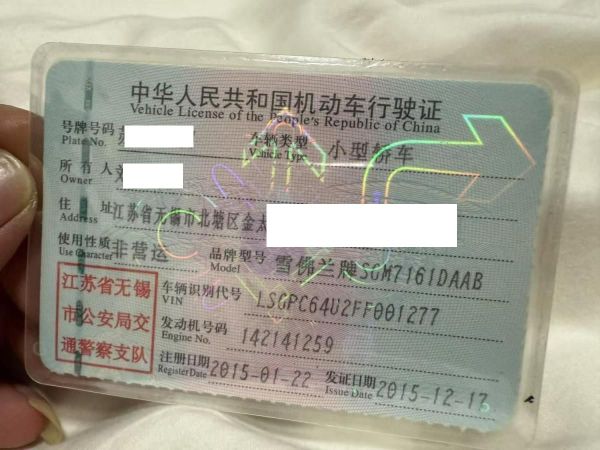 中华人民共和国机动车行驶证
Vehicle License of the People's Republic of China
号牌号码 苏 车辆类型 小型轿车
Plate No. Vehicle Type
所有人 刘
Owner
住址 江苏省无锡市北塘区金太
Address
使用性质 非营运 品牌型号 雪佛兰牌SGM7161DAAB
Use Character Model
江苏省无锡
市公安局交
通警察支队
车辆识别代号 LSGPC64U2FF001277
VIN
发动机号码 142141259
Engine No.
注册日期 2015-01-22 发证日期 2015-12-17
Register Date Issue Date